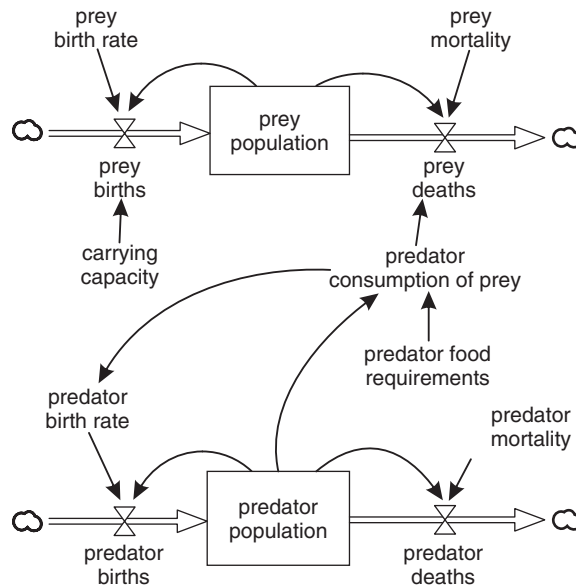 prey
birth rate
prey
mortality
prey
population
prey
births
prey
deaths
carrying
capacity
predator
consumption of prey
predator food
requirements
predator
birth rate
predator
mortality
predator
population
predator
births
predator
deaths